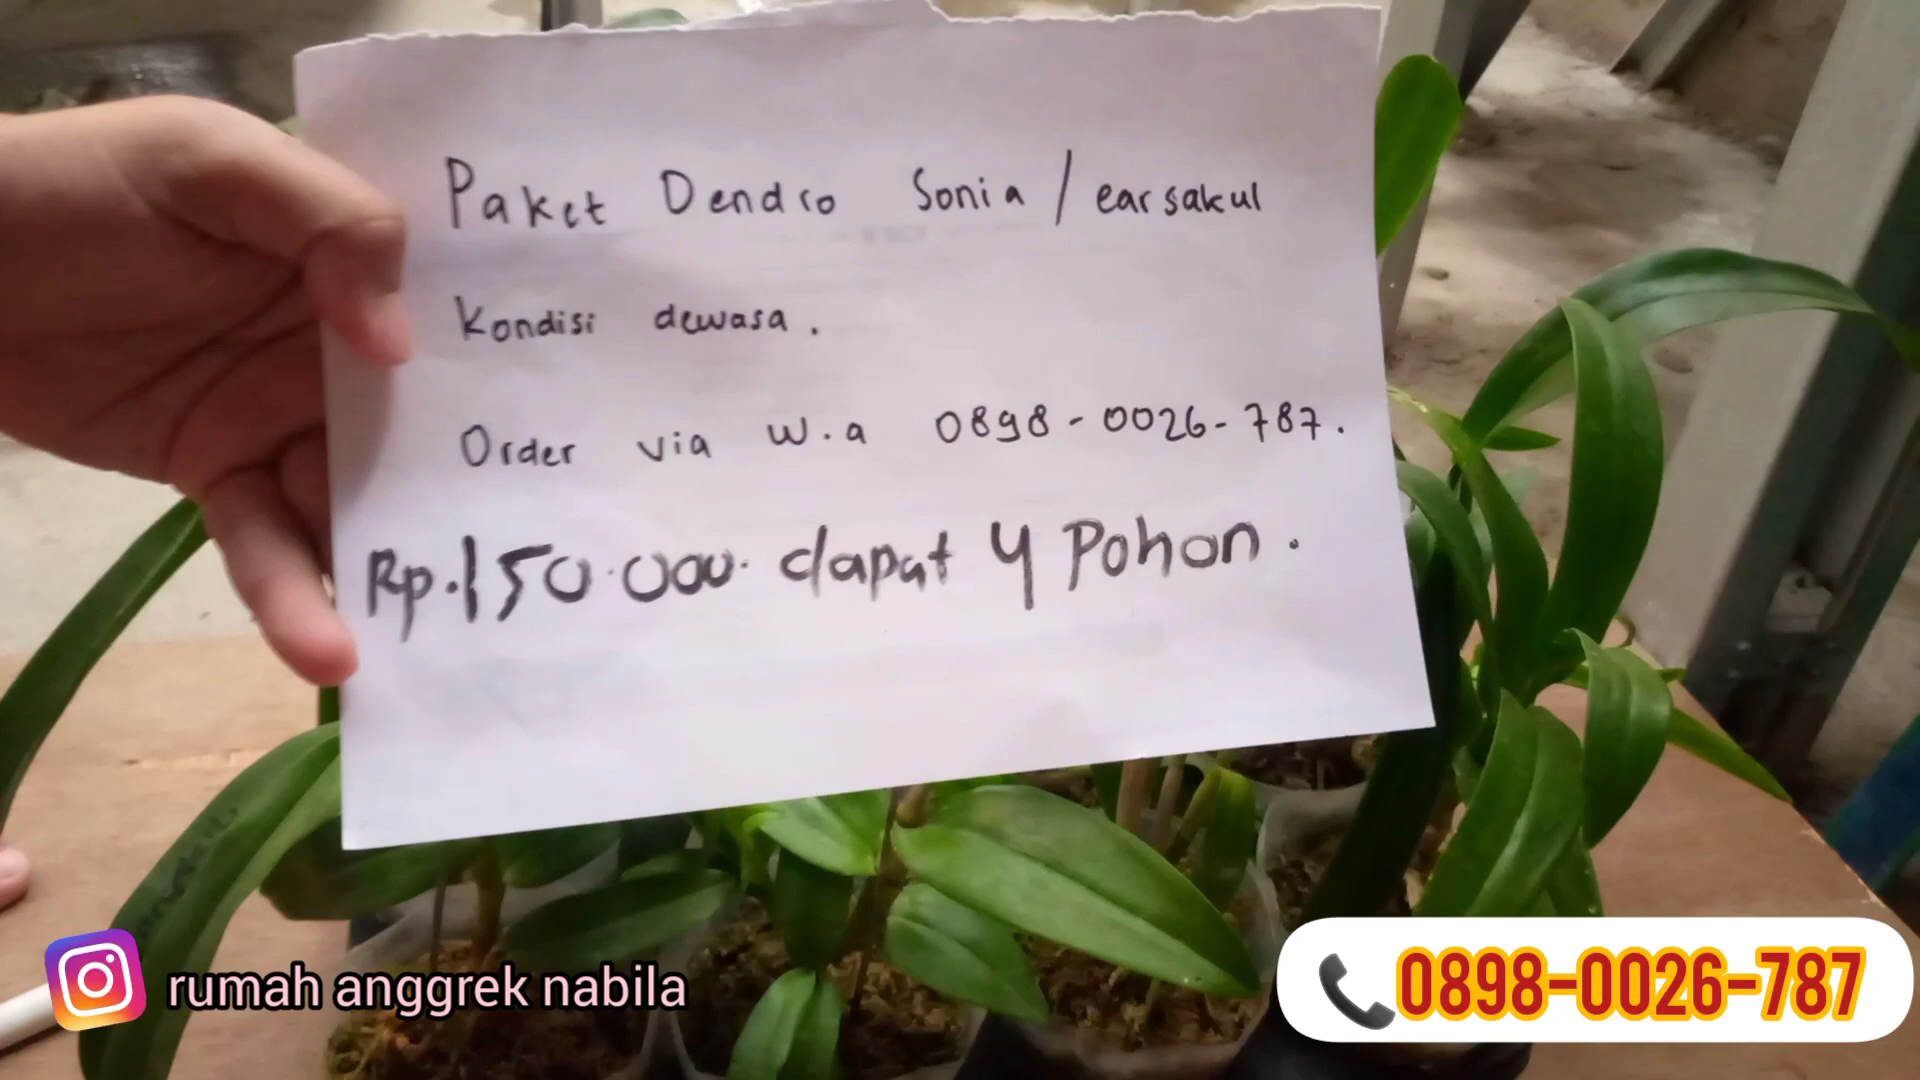 Paket Dendro Sonia / earsakul
Kondisi dewasa.
Order via w.a 0898-0026-787.
Rp.150.000. dapat 4 Pohon.
rumah anggrek nabila
0898-0026-787